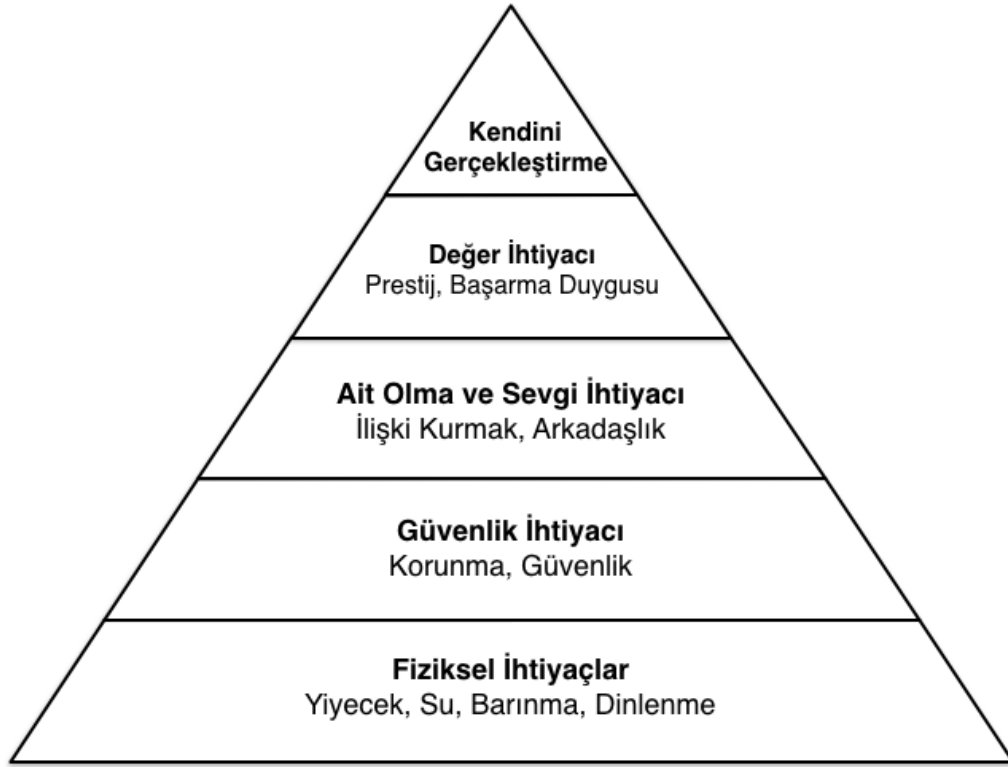 Kendini
Gerçekleştirme
Değer İhtiyacı
Prestij, Başarma Duygusu
Ait Olma ve Sevgi İhtiyacı
İlişki Kurmak, Arkadaşlık
Güvenlik İhtiyacı
Korunma, Güvenlik
Fiziksel İhtiyaçlar
Yiyecek, Su, Barınma, Dinlenme